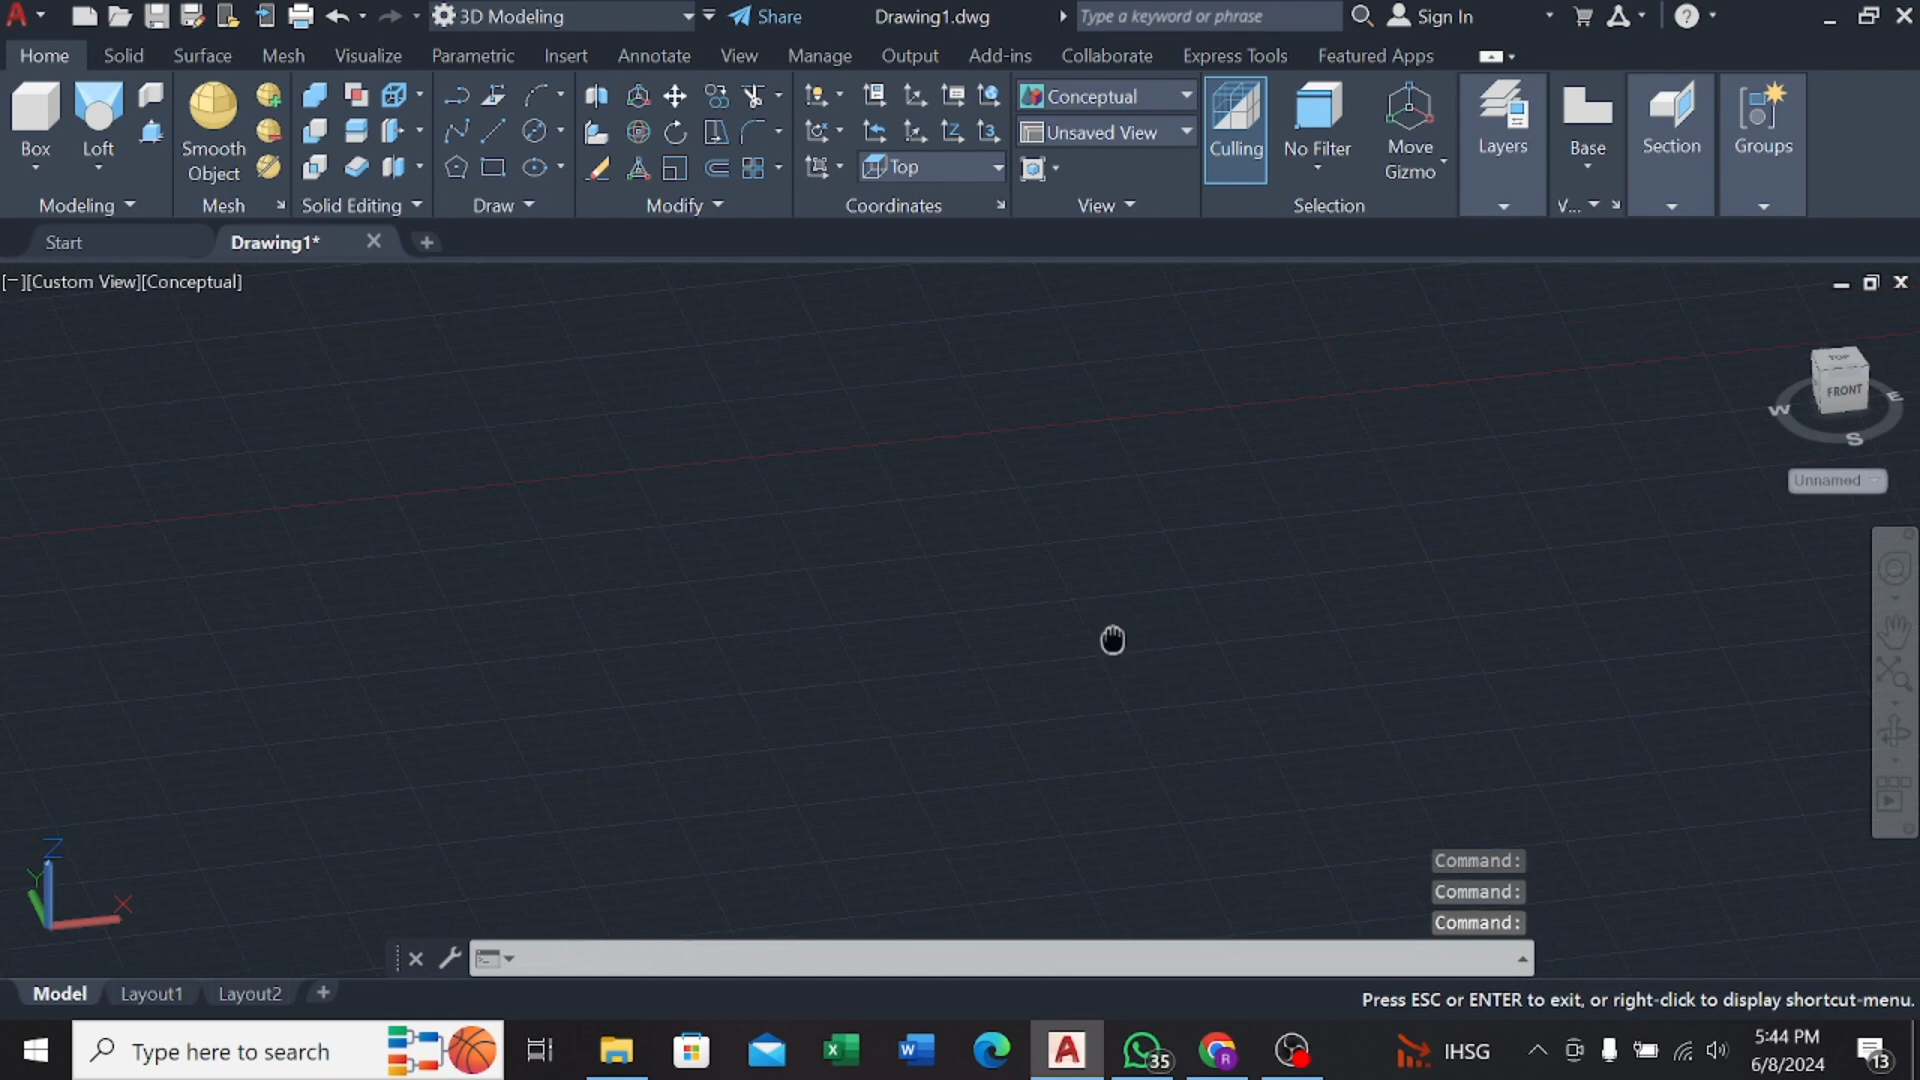 3D Modeling
Share
Drawing1.dwg
Type a keyword or phrase
Sign In
Home
Solid
Surface
Mesh
Visualize
Parametric
Insert
Annotate
View
Manage
Output
Add-ins
Collaborate
Express Tools
Featured Apps
Box
Loft
Smooth
Object
Conceptual
Unsaved View
Top
Culling
No Filter
Move
Gizmo
Layers
Base
Section
Groups
Modeling
Mesh
Solid Editing
Draw
Modify
Coordinates
View
Selection
V...
Start
Drawing1*
[−][Custom View][Conceptual]
TOP
FRONT
W
E
S
Unnamed
Z
Y
X
Command:
Command:
Command:
Model
Layout1
Layout2
Press ESC or ENTER to exit, or right-click to display shortcut-menu.
Type here to search
35
R
IHSG
5:44 PM
6/8/2024
13